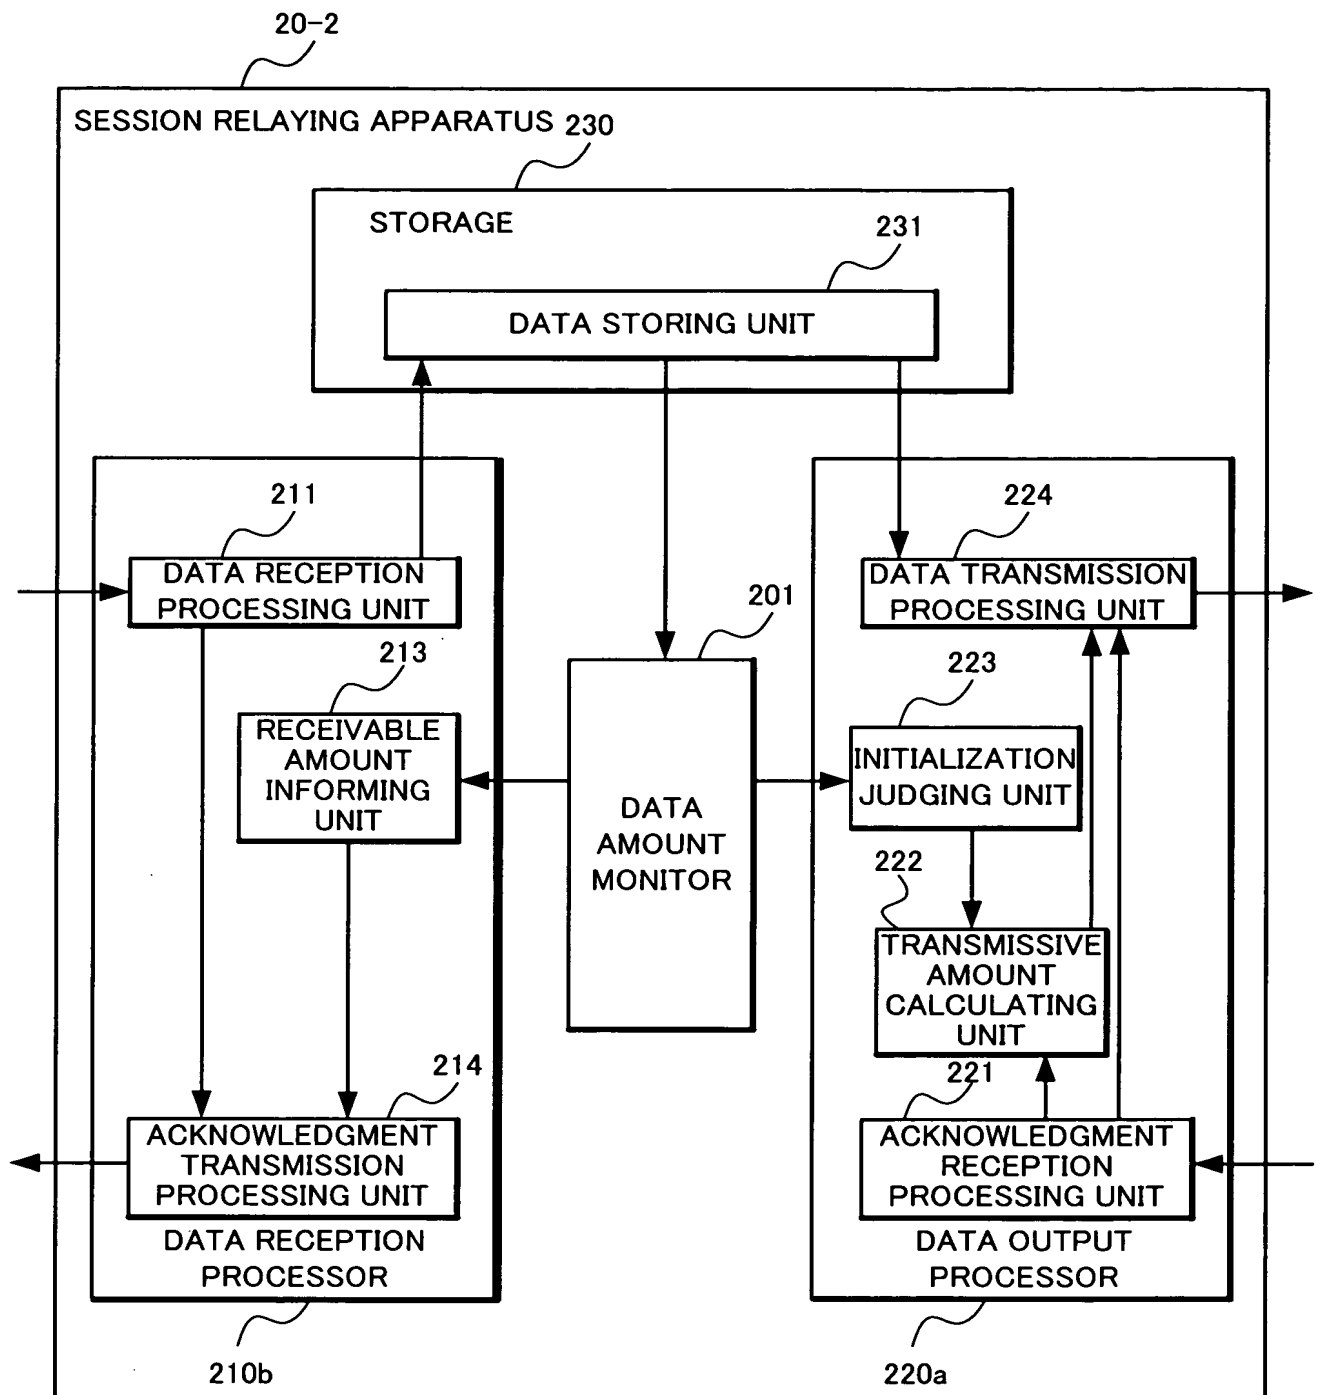 20-2
SESSION RELAYING APPARATUS
230
STORAGE
231
DATA STORING UNIT
211
DATA RECEPTION
PROCESSING UNIT
213
RECEIVABLE
AMOUNT
INFORMING
UNIT
214
ACKNOWLEDGMENT
TRANSMISSION
PROCESSING UNIT
DATA RECEPTION
PROCESSOR
210b
201
DATA
AMOUNT
MONITOR
224
DATA TRANSMISSION
PROCESSING UNIT
223
INITIALIZATION
JUDGING UNIT
222
TRANSMISSIVE
AMOUNT
CALCULATING
UNIT
221
ACKNOWLEDGMENT
RECEPTION
PROCESSING UNIT
DATA OUTPUT
PROCESSOR
220a